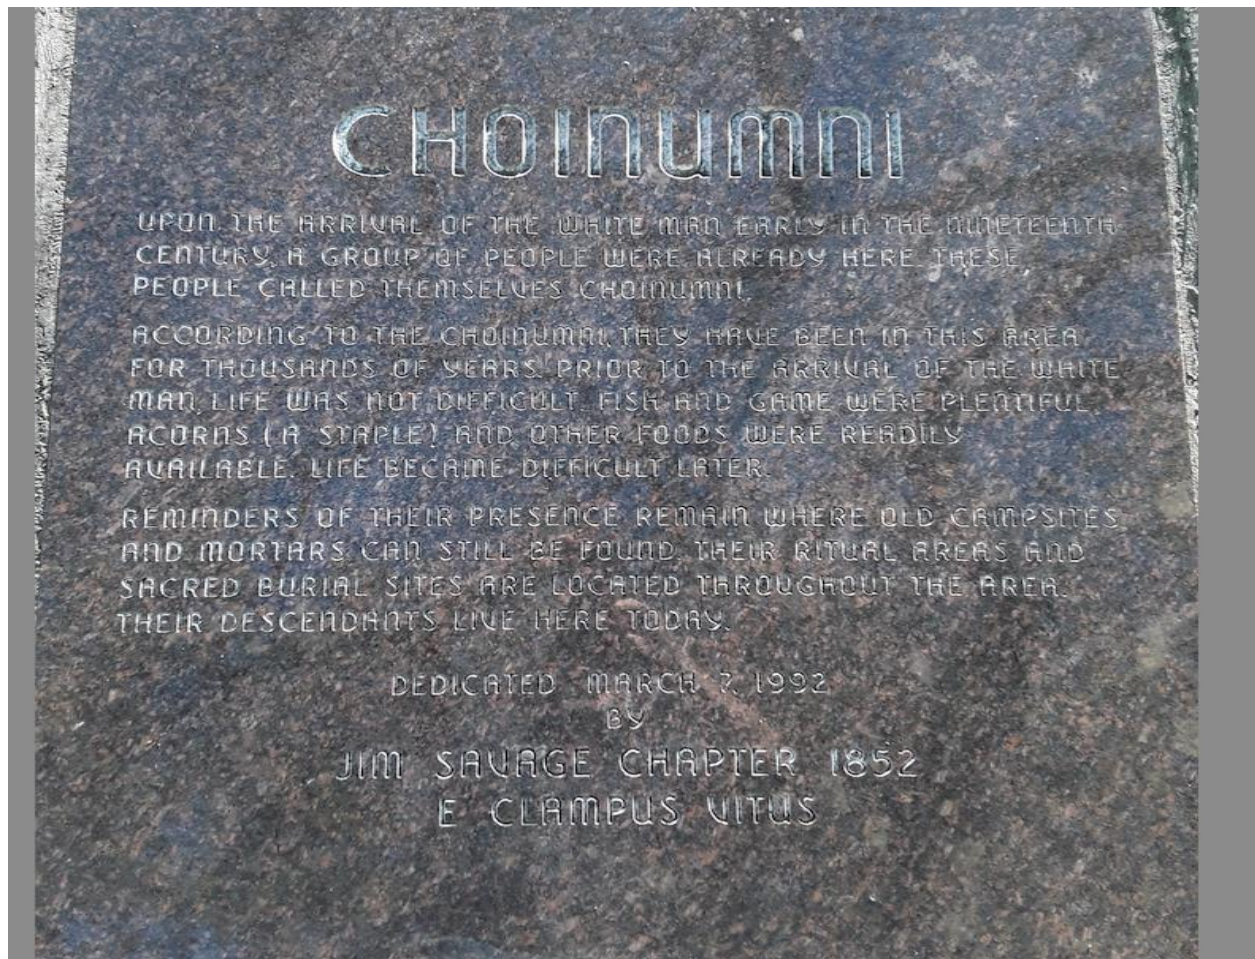 CHOINUMNI
UPON THE ARRIVAL OF THE WHITE MAN EARLY IN THE NINETEENTH
CENTURY, A GROUP OF PEOPLE WERE ALREADY HERE. THESE
PEOPLE CALLED THEMSELVES CHOINUMNI.
ACCORDING TO THE CHOINUMNI, THEY HAVE BEEN IN THIS AREA
FOR THOUSANDS OF YEARS. PRIOR TO THE ARRIVAL OF THE WHITE
MAN, LIFE WAS NOT DIFFICULT. FISH AND GAME WERE PLENTIFUL.
ACORNS (A STAPLE) AND OTHER FOODS WERE READILY
AVAILABLE. LIFE BECAME DIFFICULT LATER.
REMINDERS OF THEIR PRESENCE REMAIN WHERE OLD CAMPSITES
AND MORTARS CAN STILL BE FOUND. THEIR RITUAL AREAS AND
SACRED BURIAL SITES ARE LOCATED THROUGHOUT THE AREA.
THEIR DESCENDANTS LIVE HERE TODAY.
DEDICATED MARCH 7, 1992
BY
JIM SAVAGE CHAPTER 1852
E CLAMPUS VITUS